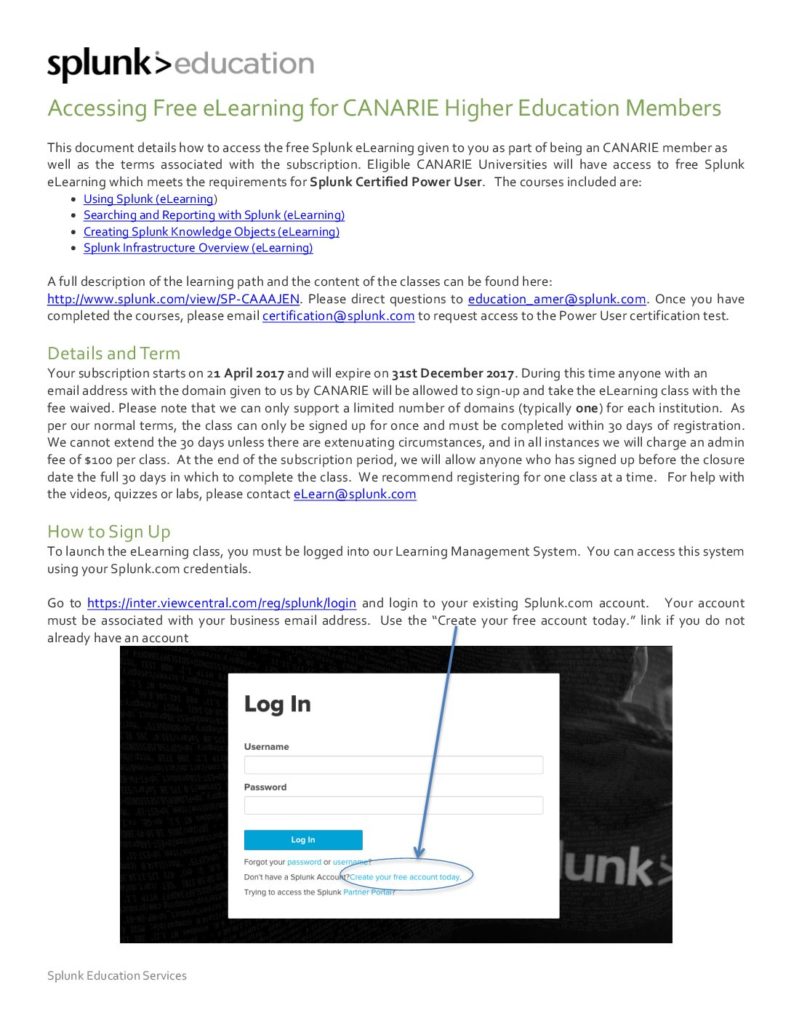 splunk>education
Accessing Free eLearning for CANARIE Higher Education Members
This document details how to access the free Splunk eLearning given to you as part of being an CANARIE member as
well as the terms associated with the subscription. Eligible CANARIE Universities will have access to free Splunk
eLearning which meets the requirements for Splunk Certified Power User. The courses included are:
• Using Splunk (eLearning)
• Searching and Reporting with Splunk (eLearning)
• Creating Splunk Knowledge Objects (eLearning)
• Splunk Infrastructure Overview (eLearning)
A full description of the learning path and the content of the classes can be found here:
http://www.splunk.com/view/SP-CAAAJEN. Please direct questions to education_amer@splunk.com. Once you have
completed the courses, please email certification@splunk.com to request access to the Power User certification test.
Details and Term
Your subscription starts on 21 April 2017 and will expire on 31st December 2017. During this time anyone with an
email address with the domain given to us by CANARIE will be allowed to sign-up and take the eLearning class with the
fee waived. Please note that we can only support a limited number of domains (typically one) for each institution. As
per our normal terms, the class can only be signed up for once and must be completed within 30 days of registration.
We cannot extend the 30 days unless there are extenuating circumstances, and in all instances we will charge an admin
fee of $100 per class. At the end of the subscription period, we will allow anyone who has signed up before the closure
date the full 30 days in which to complete the class. We recommend registering for one class at a time. For help with
the videos, quizzes or labs, please contact eLearn@splunk.com
How to Sign Up
To launch the eLearning class, you must be logged into our Learning Management System. You can access this system
using your Splunk.com credentials.
Go to https://inter.viewcentral.com/reg/splunk/login and login to your existing Splunk.com account. Your account
must be associated with your business email address. Use the "Create your free account today." link if you do not
already have an account
Log In
Username
Password
Log In
Forgot your password or username?
Don't have a Splunk Account?Create your free account today.
Trying to access the Splunk Partner Portal?
lunk>
Splunk Education Services